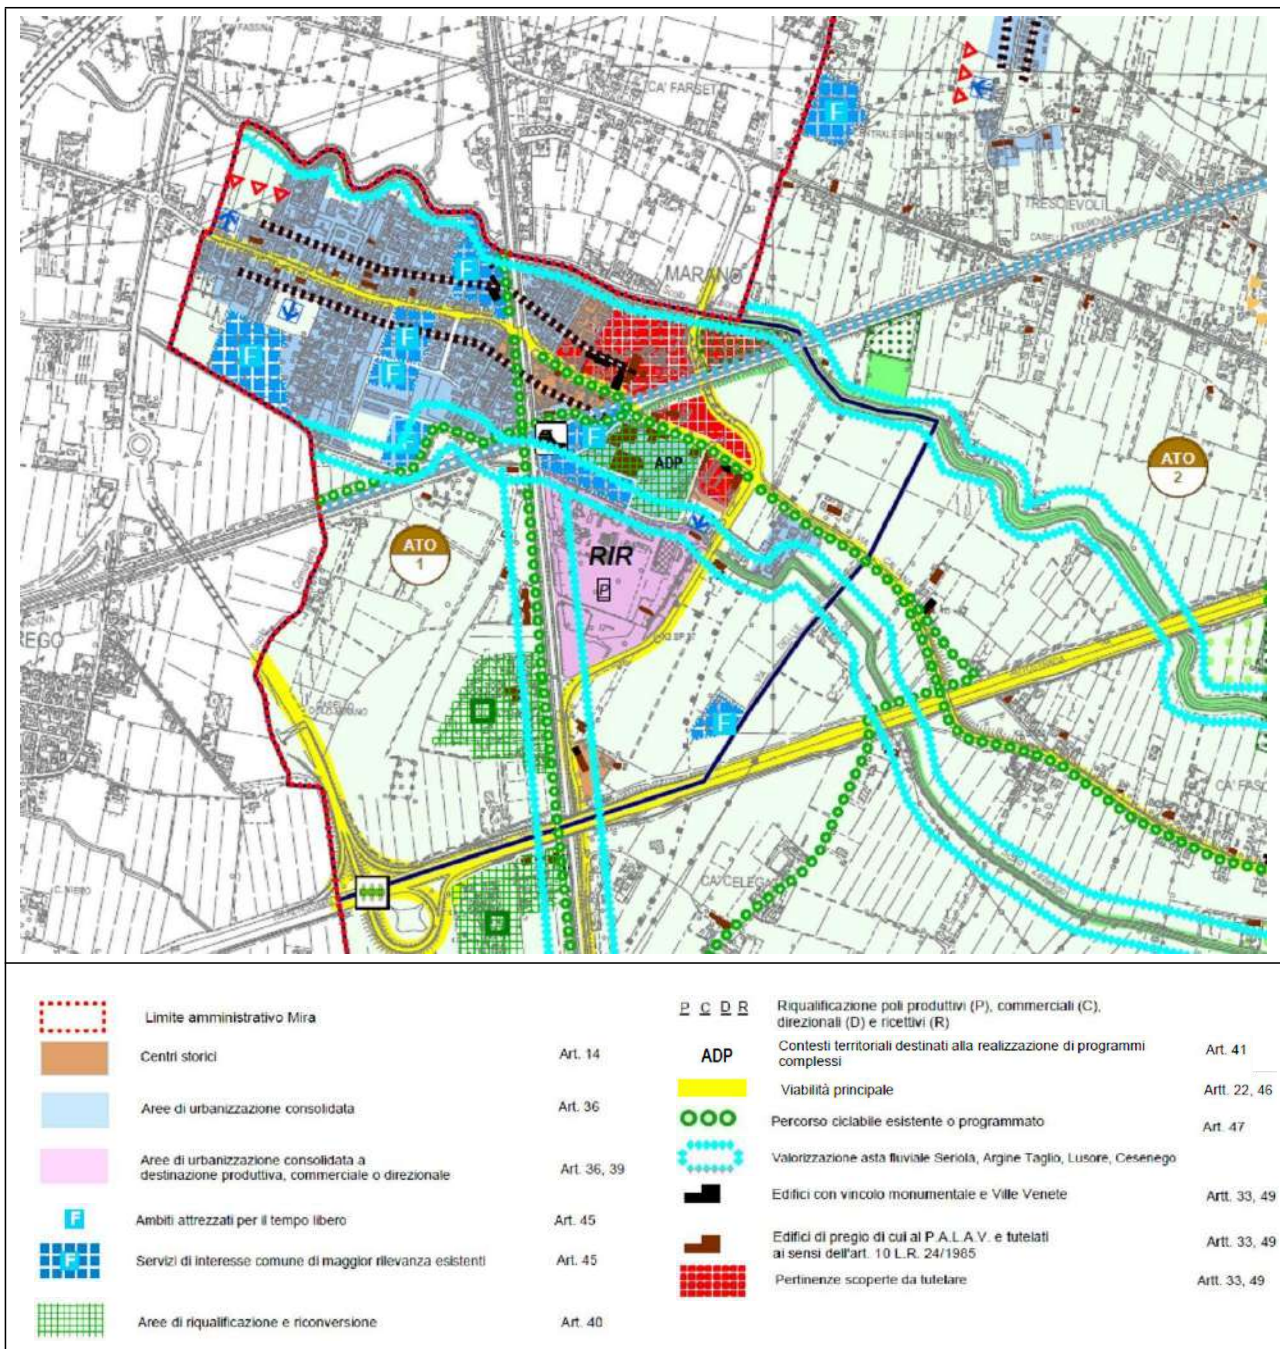 CA' FARSETTI
F
TRESCIEVOLI
MARANO
F
F
F
F
F
F
ADP
ATO
2
ATO
1
RIR
P
F
CA' CELEGA
Limite amministrativo Mira
Centri storici Art. 14
Aree di urbanizzazione consolidata Art. 36
Aree di urbanizzazione consolidata a
destinazione produttiva, commerciale o direzionale Art. 36, 39
F Ambiti attrezzati per il tempo libero Art. 45
F Servizi di interesse comune di maggior rilevanza esistenti Art. 45
Aree di riqualificazione e riconversione Art. 40
P C D R Riqualificazione poli produttivi (P), commerciali (C),
direzionali (D) e ricettivi (R)
ADP Contesti territoriali destinati alla realizzazione di programmi
complessi Art. 41
Viabilità principale Artt. 22, 46
Percorso ciclabile esistente o programmato Art. 47
Valorizzazione asta fluviale Seriola, Argine Taglio, Lusore, Cesenego
Edifici con vincolo monumentale e Ville Venete Artt. 33, 49
Edifici di pregio di cui al P.A.L.A.V. e tutelati
ai sensi dell'art. 10 L.R. 24/1985 Artt. 33, 49
Pertinenze scoperte da tutelare Artt. 33, 49